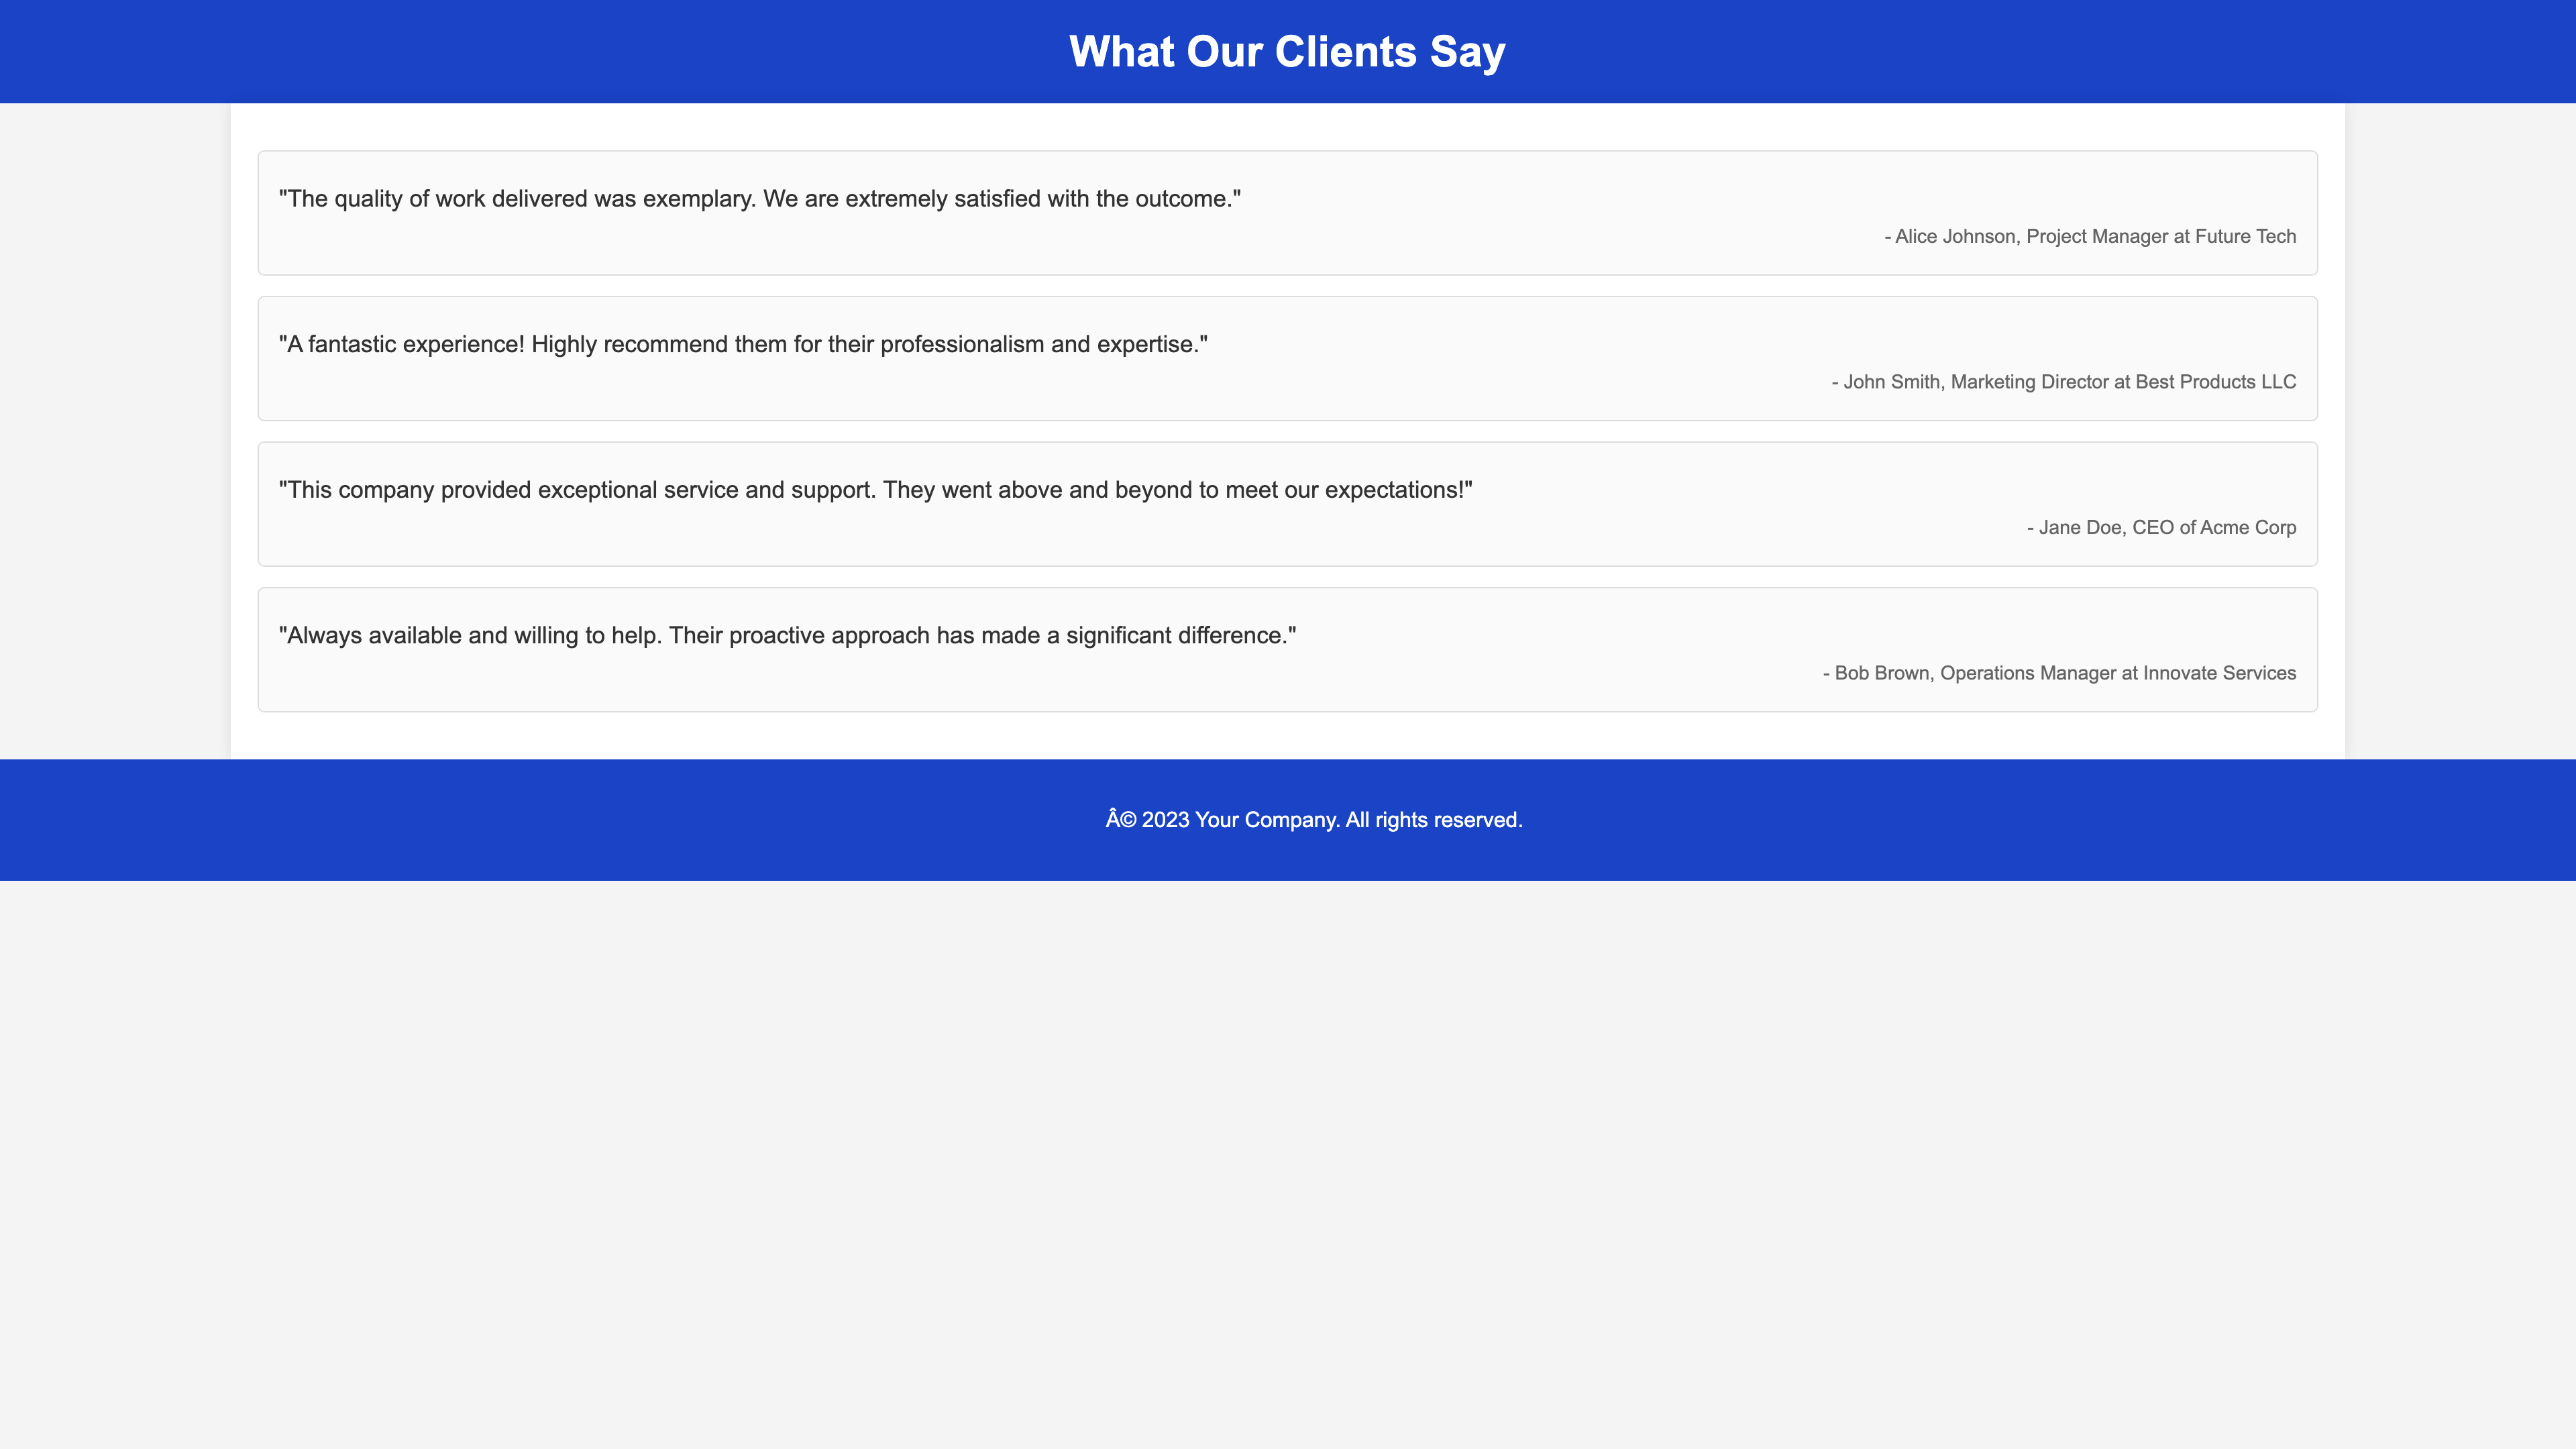 What Our Clients Say
"The quality of work delivered was exemplary. We are extremely satisfied with the outcome."
- Alice Johnson, Project Manager at Future Tech
"A fantastic experience! Highly recommend them for their professionalism and expertise."
- John Smith, Marketing Director at Best Products LLC
"This company provided exceptional service and support. They went above and beyond to meet our expectations!"
- Jane Doe, CEO of Acme Corp
"Always available and willing to help. Their proactive approach has made a significant difference."
- Bob Brown, Operations Manager at Innovate Services
Â© 2023 Your Company. All rights reserved.